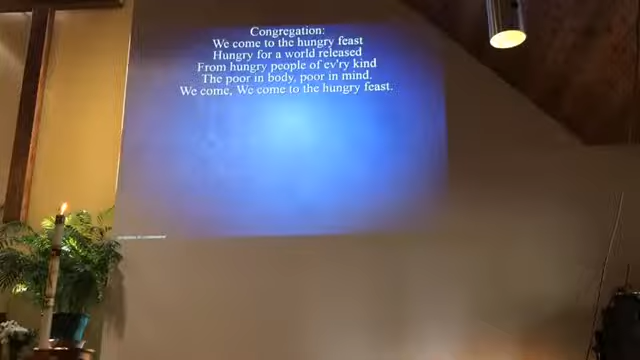 Congregation:
We come to the hungry feast
Hungry for a world released
From hungry people of ev'ry kind
The poor in body, poor in mind.
We come, We come to the hungry feast.